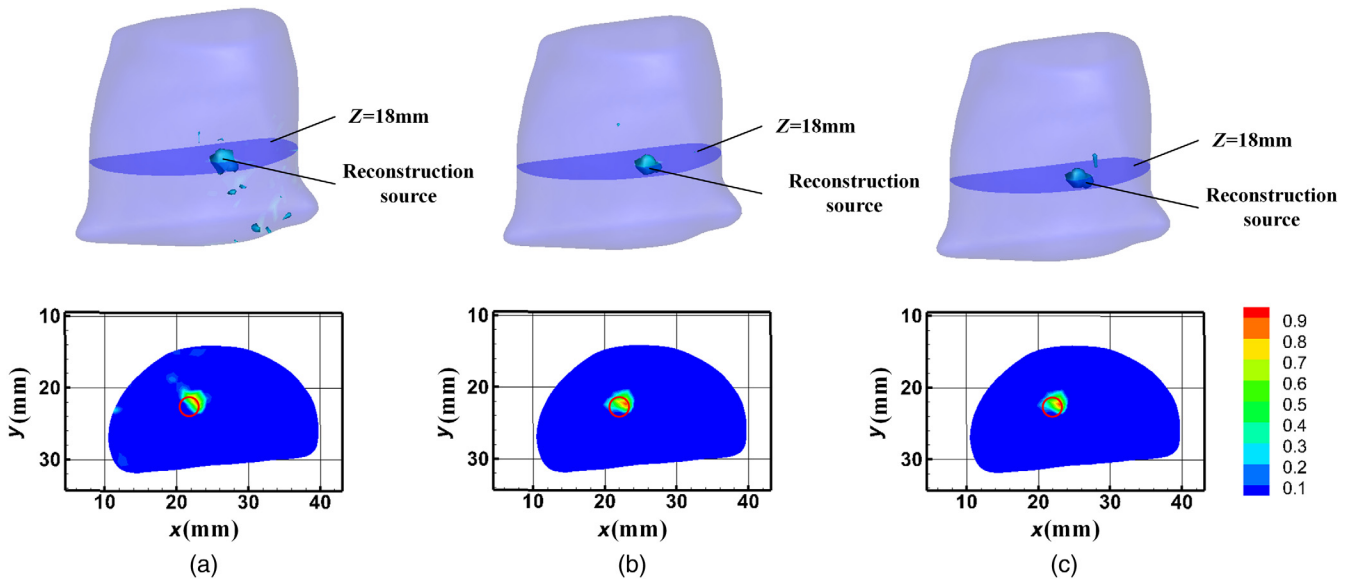 Z=18mm
Reconstruction
source
Z=18mm
Reconstruction
source
Z=18mm
Reconstruction
source
10
20
30
y(mm)
10 20 30 40
x(mm)
(a)
10
20
30
y(mm)
10 20 30 40
x(mm)
(b)
10
20
30
y(mm)
10 20 30 40
x(mm)
(c)
0.9
0.8
0.7
0.6
0.5
0.4
0.3
0.2
0.1